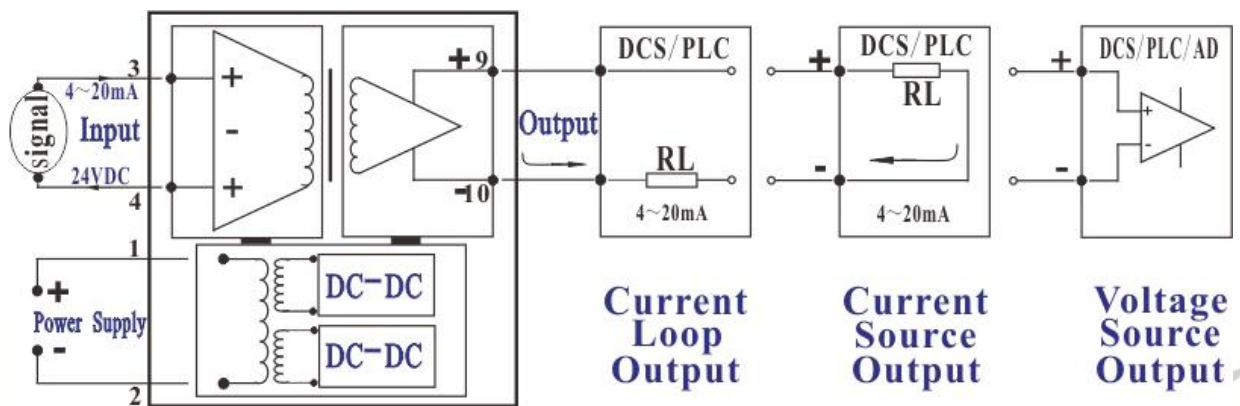 3
4~20mA
signal
Input
24VDC
4
1
+
Power Supply
-
2
+
-
+
+
9
-
10
DC-DC
DC-DC
Output
DCS/PLC
RL
4~20mA
Current
Loop
Output
+
-
DCS/PLC
RL
4~20mA
Current
Source
Output
+
-
DCS/PLC/AD
+
-
Voltage
Source
Output